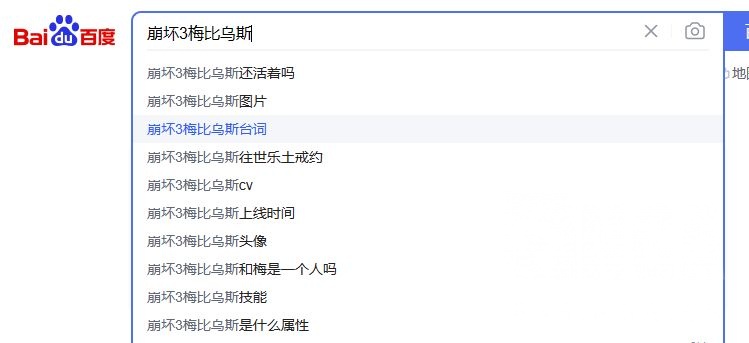 Bai du 百度
崩坏3梅比乌斯
崩坏3梅比乌斯还活着吗
崩坏3梅比乌斯图片
崩坏3梅比乌斯台词
崩坏3梅比乌斯往世乐土戒约
崩坏3梅比乌斯cv
崩坏3梅比乌斯上线时间
崩坏3梅比乌斯头像
崩坏3梅比乌斯和梅是一个人吗
崩坏3梅比乌斯技能
崩坏3梅比乌斯是什么属性
地